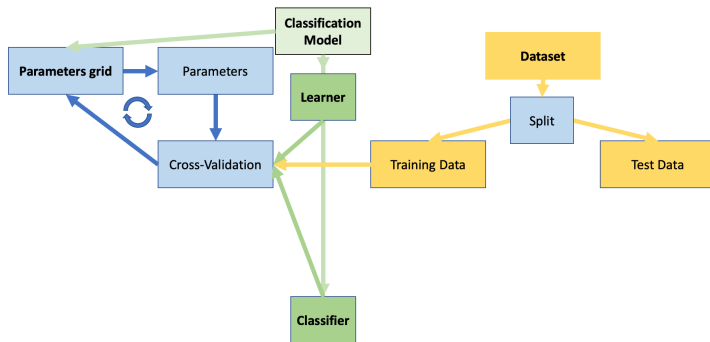 Classification
Model
Parameters grid
Parameters
Dataset
Learner
Split
Cross-Validation
Training Data
Test Data
Classifier